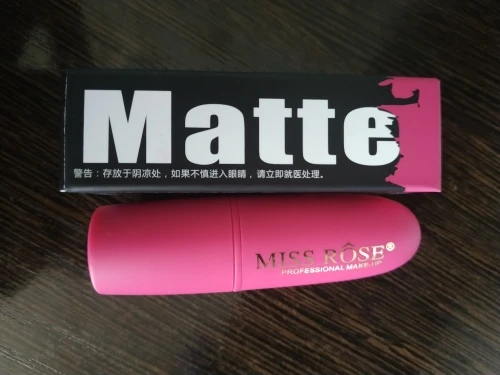 Matte
警告：存放于阴凉处，如果不慎进入眼睛，请立即就医处理。
MISS RÔSE®
PROFESSIONAL MAKE-UP